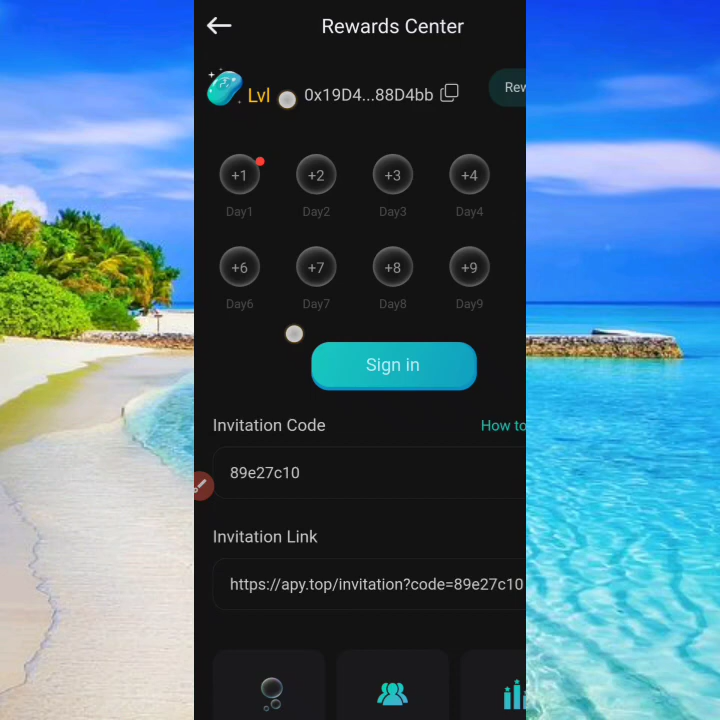 Rewards Center
Lvl 0x19D4...88D4bb Rew
+1 +2 +3 +4
Day1 Day2 Day3 Day4
+6 +7 +8 +9
Day6 Day7 Day8 Day9
Sign in
Invitation Code How to
89e27c10
Invitation Link
https://apy.top/invitation?code=89e27c10